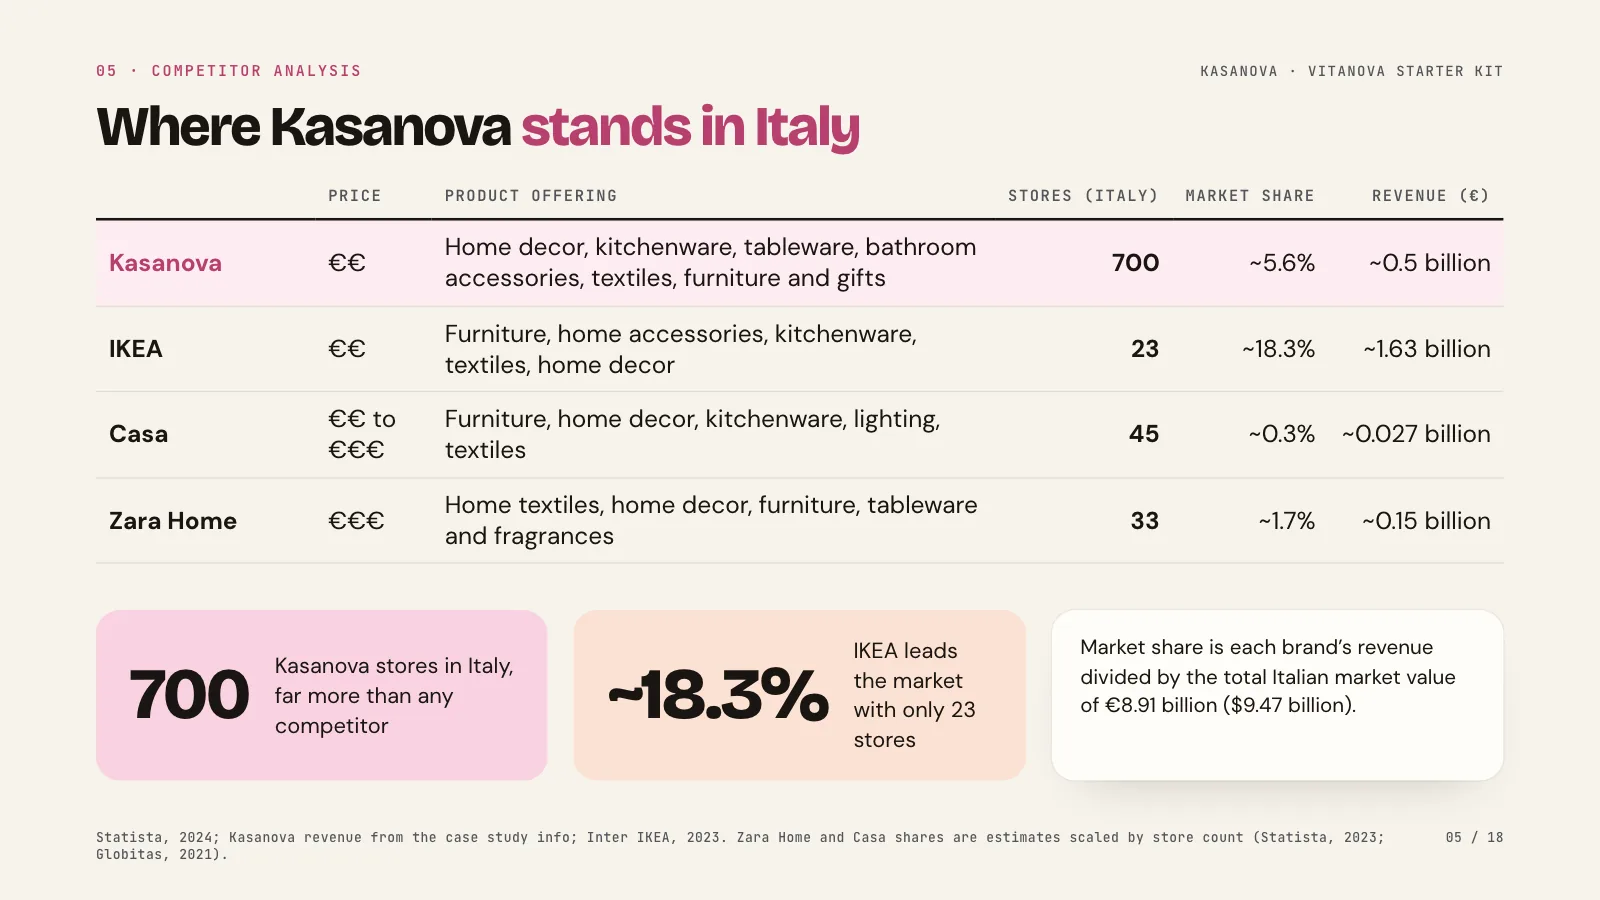 05 · COMPETITOR ANALYSIS
KASANOVA · VITANOVA STARTER KIT
Where Kasanova stands in Italy
PRICE PRODUCT OFFERING STORES (ITALY) MARKET SHARE REVENUE (€)
Kasanova €€ Home decor, kitchenware, tableware, bathroom
accessories, textiles, furniture and gifts 700 ~5.6% ~0.5 billion
IKEA €€ Furniture, home accessories, kitchenware,
textiles, home decor 23 ~18.3% ~1.63 billion
Casa €€ to
€€€ Furniture, home decor, kitchenware, lighting,
textiles 45 ~0.3% ~0.027 billion
Zara Home €€€ Home textiles, home decor, furniture, tableware
and fragrances 33 ~1.7% ~0.15 billion
700
Kasanova stores in Italy,
far more than any
competitor
~18.3%
IKEA leads
the market
with only 23
stores
Market share is each brand’s revenue
divided by the total Italian market value
of €8.91 billion ($9.47 billion).
Statista, 2024; Kasanova revenue from the case study info; Inter IKEA, 2023. Zara Home and Casa shares are estimates scaled by store count (Statista, 2023;
Globitas, 2021).
05 / 18